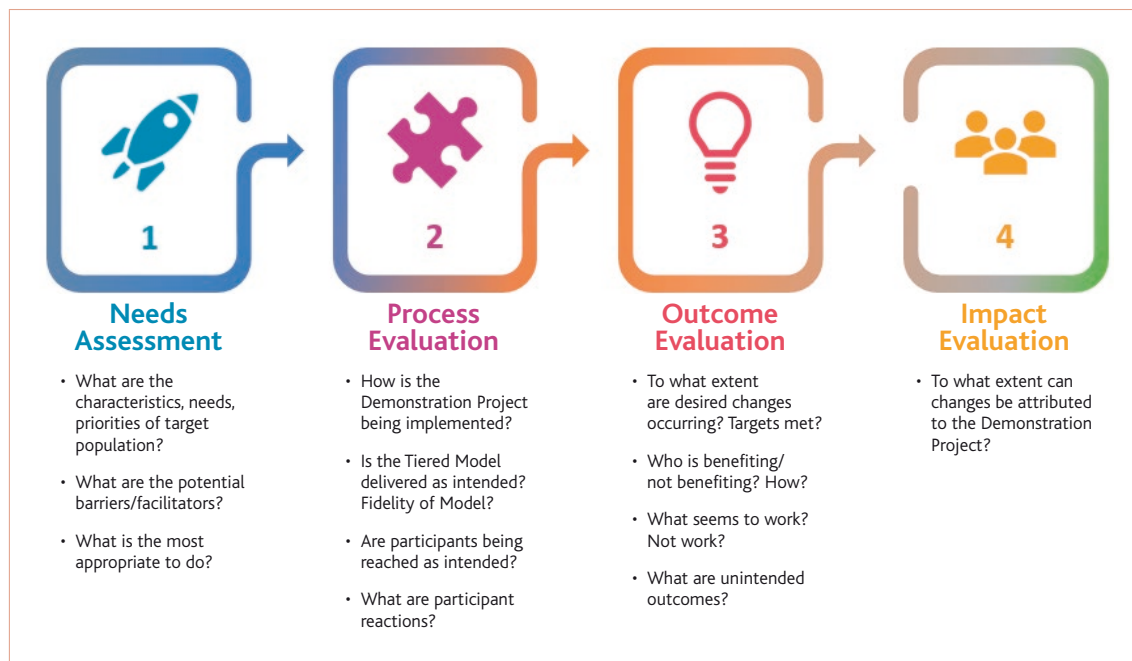 1
Needs
Assessment
• What are the
characteristics, needs,
priorities of target
population?
• What are the potential
barriers/facilitators?
• What is the most
appropriate to do?
2
Process
Evaluation
• How is the
Demonstration Project
being implemented?
• Is the Tiered Model
delivered as intended?
Fidelity of Model?
• Are participants being
reached as intended?
• What are participant
reactions?
3
Outcome
Evaluation
• To what extent
are desired changes
occurring? Targets met?
• Who is benefiting/
not benefiting? How?
• What seems to work?
Not work?
• What are unintended
outcomes?
4
Impact
Evaluation
• To what extent can
changes be attributed
to the Demonstration
Project?